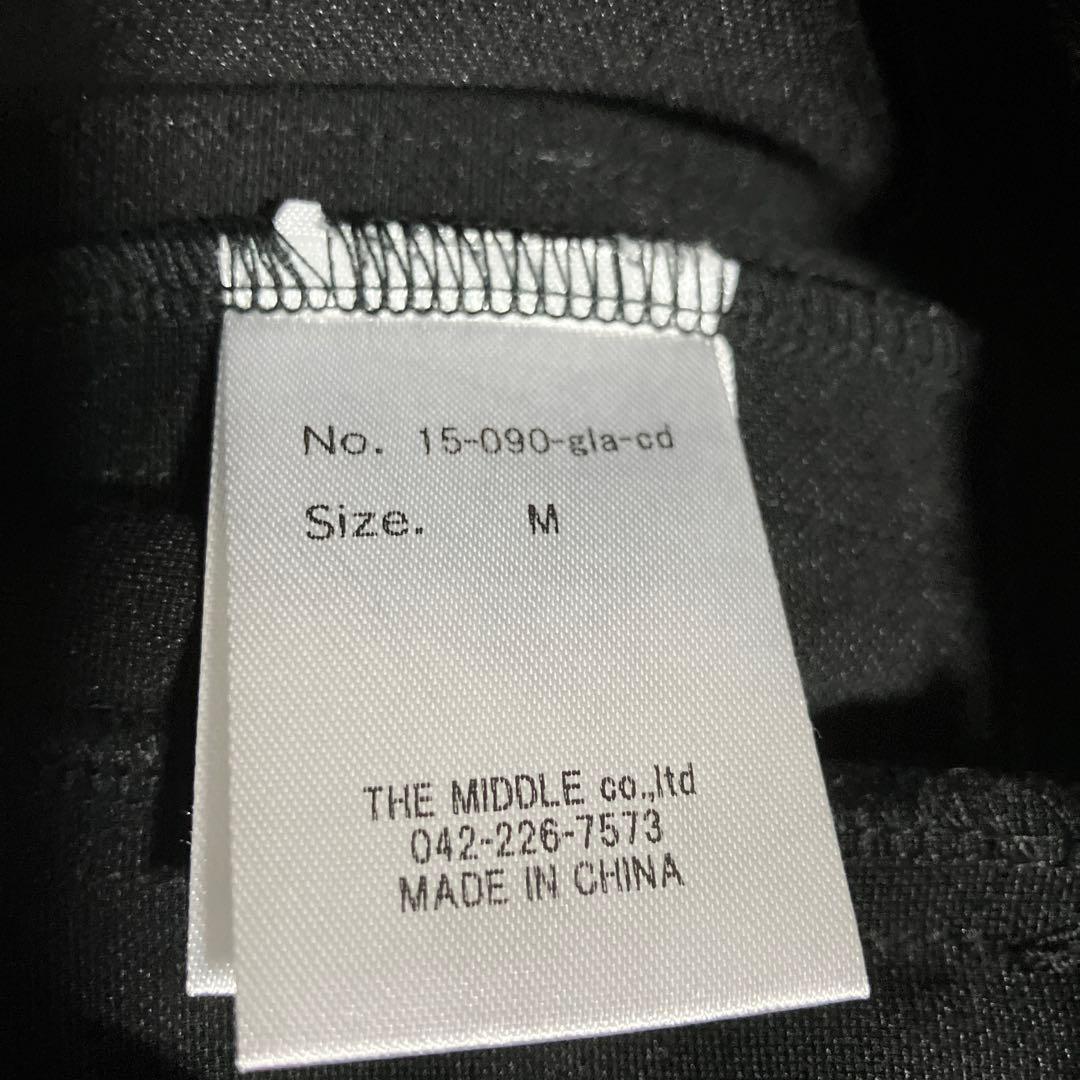 No. 15-090-gla-cd
Size. M
THE MIDDLE co.,ltd
042-226-7573
MADE IN CHINA